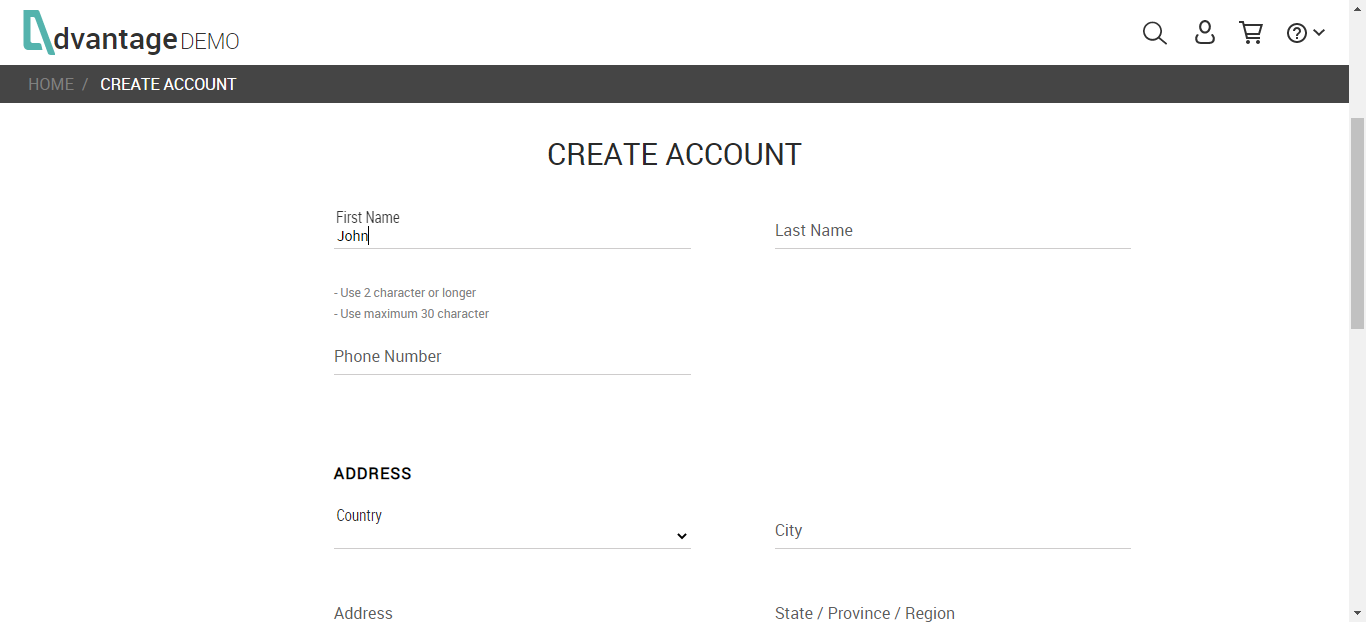 dvantage DEMO
HOME / CREATE ACCOUNT
CREATE ACCOUNT
First Name
John
Last Name
- Use 2 character or longer
- Use maximum 30 character
Phone Number
ADDRESS
Country
City
Address
State / Province / Region